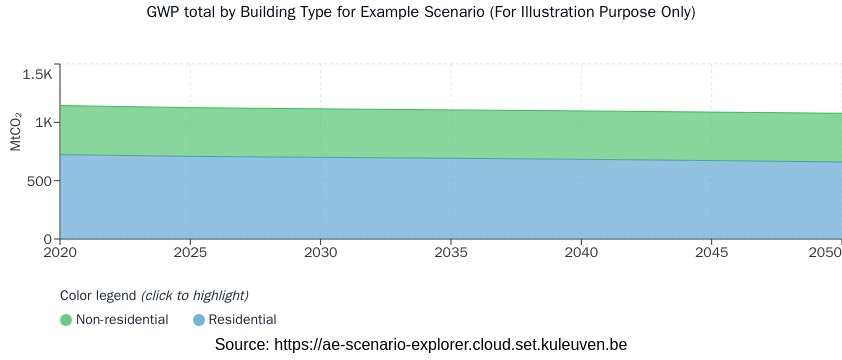 GWP total by Building Type for Example Scenario (For Illustration Purpose Only)
1.5K
1K
500
0
MtCO₂
2020 2025 2030 2035 2040 2045 2050
Color legend (click to highlight)
Non-residential Residential
Source: https://ae-scenario-explorer.cloud.set.kuleuven.be